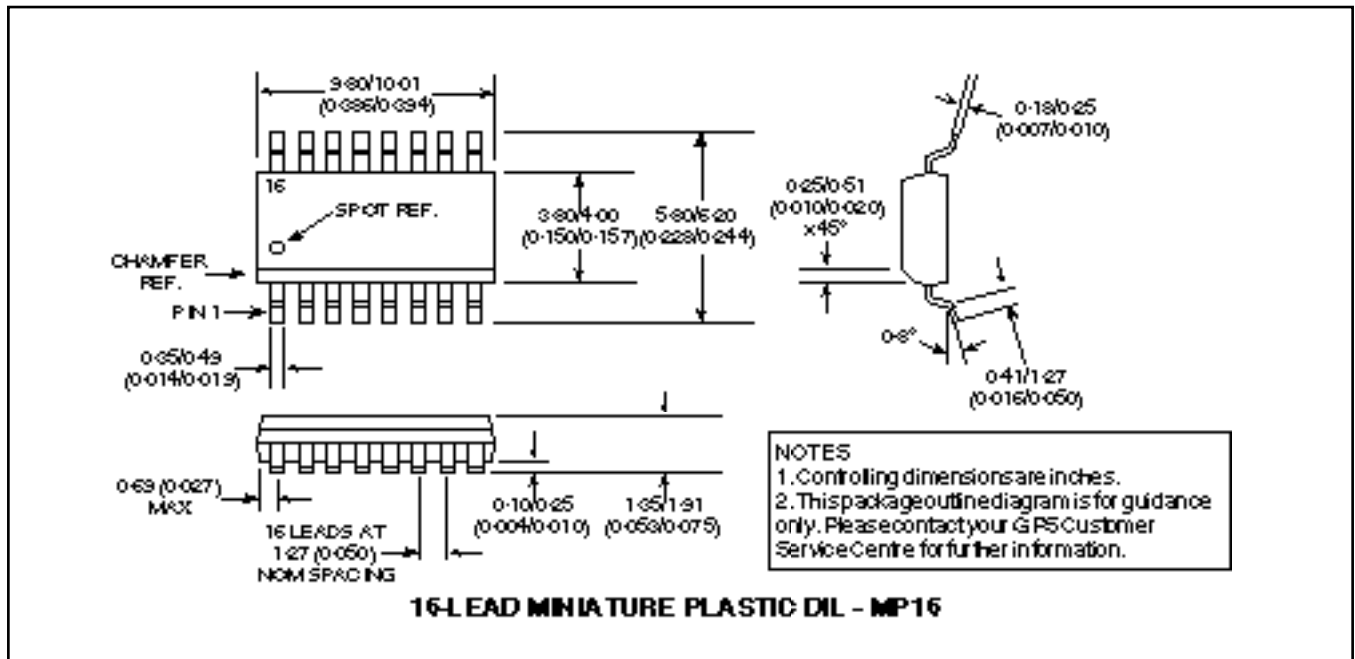 9·80/10·01
(0·386/0·394)
16
SPOT REF.
CHAMFER
REF.
PIN 1
0·35/0·49
(0·014/0·019)
3·80/4·00
(0·150/0·157)
5·80/6·20
(0·228/0·244)
0·18/0·25
(0·007/0·010)
0·25/0·51
(0·010/0·020)
×45°
0-8°
0·41/1·27
(0·016/0·050)
0·69 (0·027)
MAX
16 LEADS AT
1·27 (0·050)
NOM SPACING
0·10/0·25
(0·004/0·010)
1·35/1·91
(0·053/0·075)
NOTES
1. Controlling dimensions are inches.
2. This package outline diagram is for guidance
only. Please contact your GPS Customer
Service Centre for further information.
16-LEAD MINIATURE PLASTIC DIL - MP16